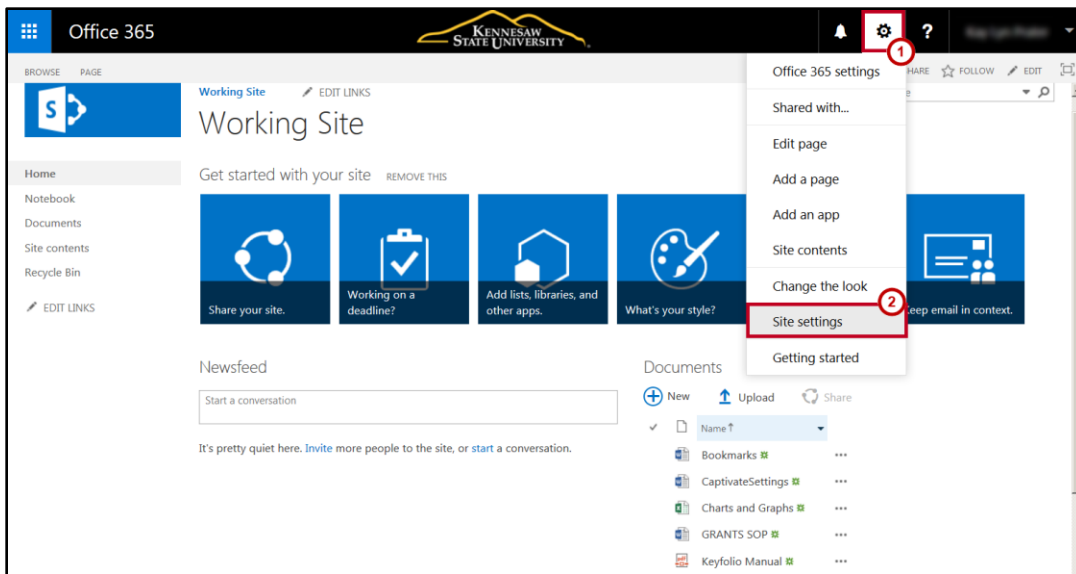 Office 365
KENNESAW
STATE UNIVERSITY
?
1
BROWSE PAGE
HARE FOLLOW EDIT
Office 365 settings
Shared with...
Edit page
Add a page
Add an app
Site contents
Change the look
2
Site settings
Getting started
S
Working Site EDIT LINKS
Working Site
Home
Notebook
Documents
Site contents
Recycle Bin
EDIT LINKS
Get started with your site REMOVE THIS
Share your site.
Working on a
deadline?
Add lists, libraries, and
other apps.
What's your style?
eep email in context.
Newsfeed
Start a conversation
It's pretty quiet here. Invite more people to the site, or start a conversation.
Documents
New Upload Share
Name
Bookmarks ...
CaptivateSettings ...
Charts and Graphs ...
GRANTS SOP ...
Keyfolio Manual ...